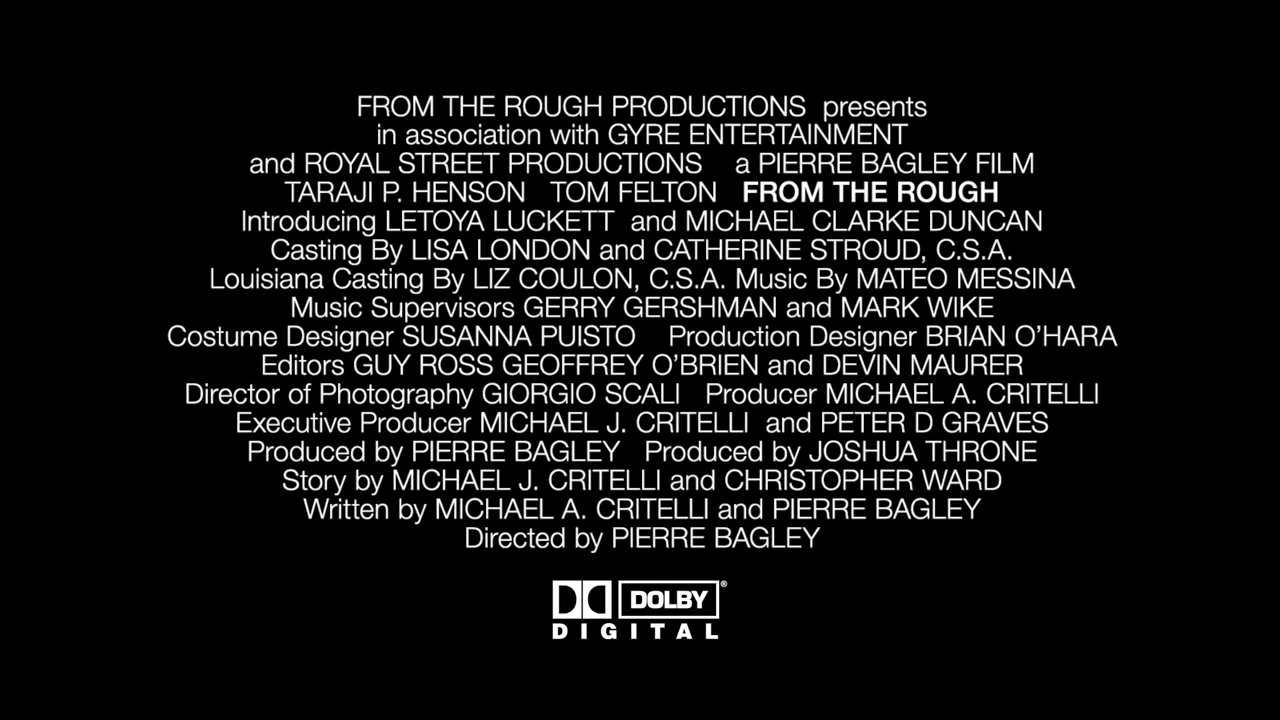 FROM THE ROUGH PRODUCTIONS presents
in association with GYRE ENTERTAINMENT
and ROYAL STREET PRODUCTIONS a PIERRE BAGLEY FILM
TARAJI P. HENSON TOM FELTON FROM THE ROUGH
Introducing LETOYA LUCKETT and MICHAEL CLARKE DUNCAN
Casting By LISA LONDON and CATHERINE STROUD, C.S.A.
Louisiana Casting By LIZ COULON, C.S.A. Music By MATEO MESSINA
Music Supervisors GERRY GERSHMAN and MARK WIKE
Costume Designer SUSANNA PUISTO Production Designer BRIAN O'HARA
Editors GUY ROSS GEOFFREY O'BRIEN and DEVIN MAURER
Director of Photography GIORGIO SCALI Producer MICHAEL A. CRITELLI
Executive Producer MICHAEL J. CRITELLI and PETER D GRAVES
Produced by PIERRE BAGLEY Produced by JOSHUA THRONE
Story by MICHAEL J. CRITELLI and CHRISTOPHER WARD
Written by MICHAEL A. CRITELLI and PIERRE BAGLEY
Directed by PIERRE BAGLEY
DOLBY®
DIGITAL